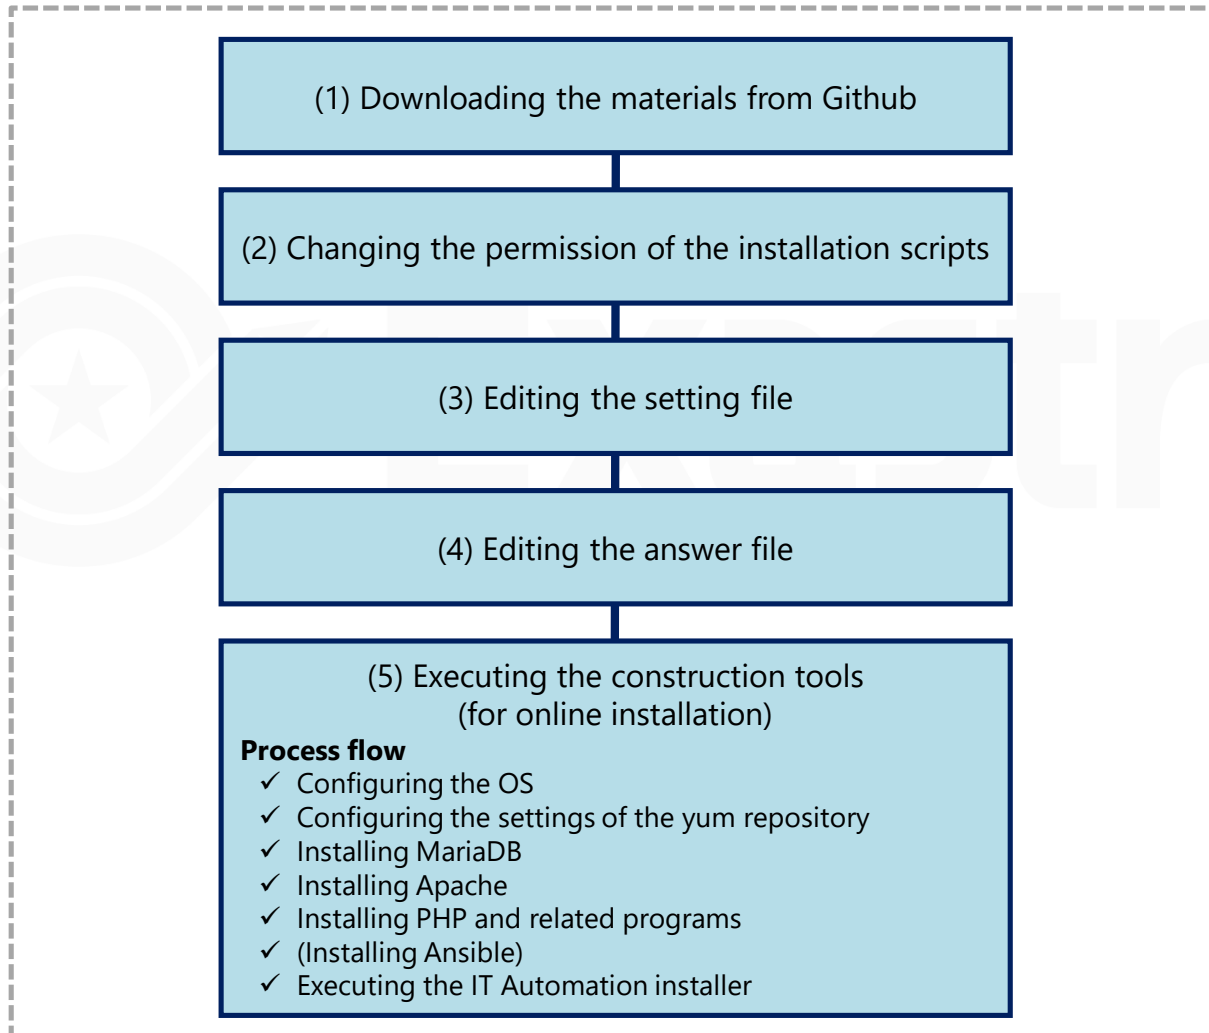 (1) Downloading the materials from Github
(2) Changing the permission of the installation scripts
(3) Editing the setting file
(4) Editing the answer file
(5) Executing the construction tools
(for online installation)
Process flow
✓ Configuring the OS
✓ Configuring the settings of the yum repository
✓ Installing MariaDB
✓ Installing Apache
✓ Installing PHP and related programs
✓ (Installing Ansible)
✓ Executing the IT Automation installer